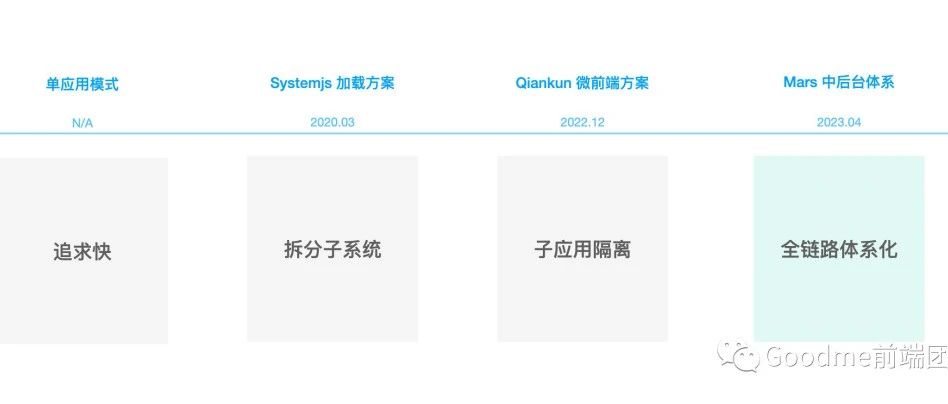 单应用模式
Systemjs 加载方案
Qiankun 微前端方案
Mars 中后台体系
N/A
2020.03
2022.12
2023.04
追求快
拆分子系统
子应用隔离
全链路体系化
Goodme前端团